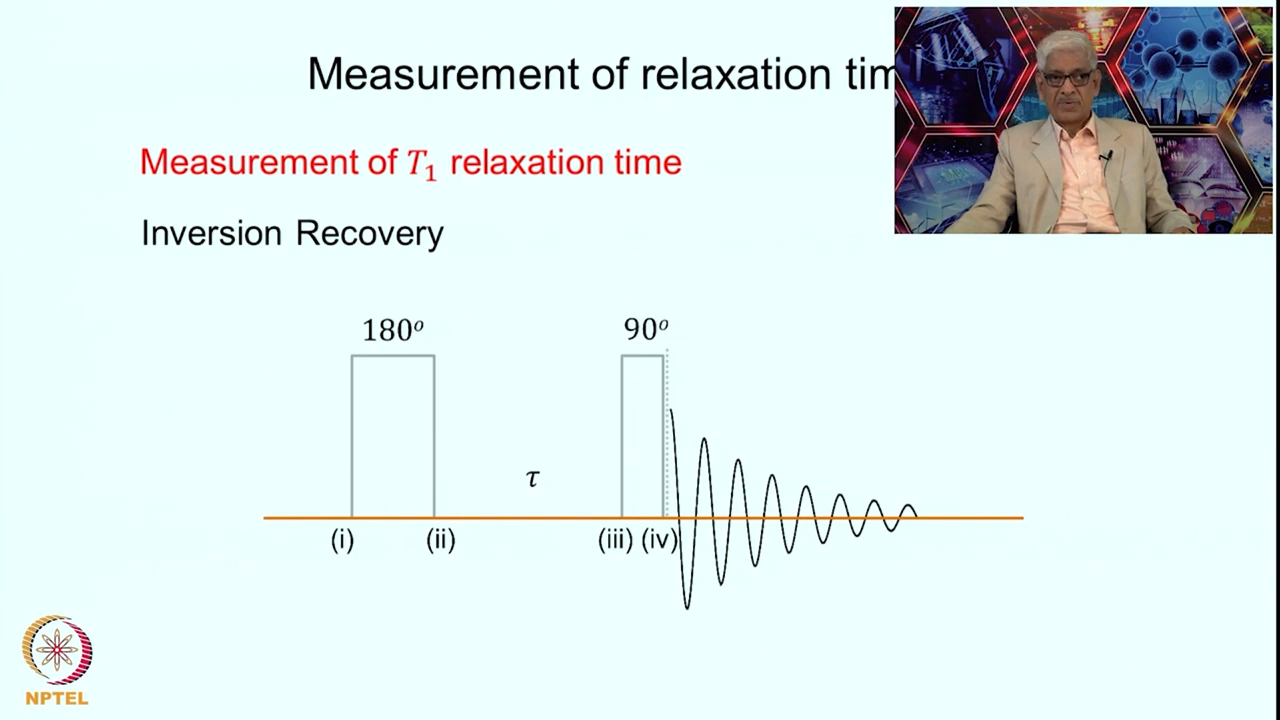 Measurement of relaxation tim
Measurement of T₁ relaxation time
Inversion Recovery
180ᵒ
90ᵒ
τ
(i)
(ii)
(iii) (iv)
NPTEL